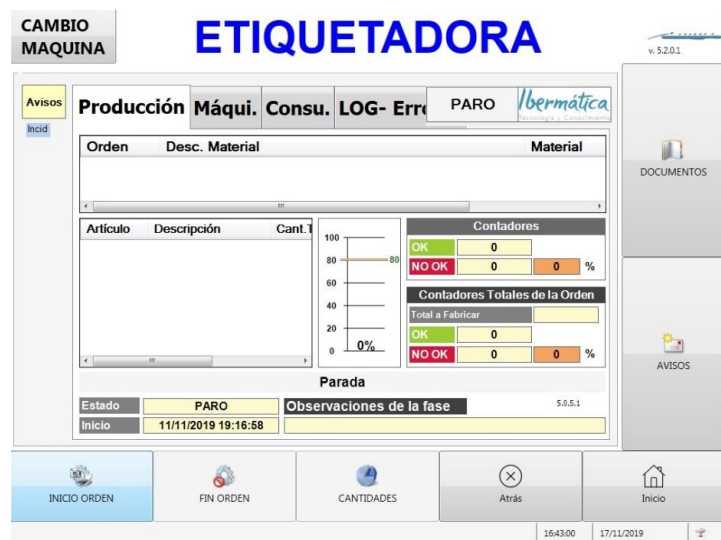 CAMBIO
MAQUINA
ETIQUETADORA
v. 5.2.0.1
Avisos
Incid
Producción Máqui. Consu. LOG- Erro PARO Ibermática
Tecnología y Conocimiento
Orden Desc. Material Material
DOCUMENTOS
Artículo Descripción Cant.T
100
80 80
60
40
20
0 0%
Contadores
OK 0
NO OK 0 0 %
Contadores Totales de la Orden
Total a Fabricar
OK 0
NO OK 0 0 %
AVISOS
Parada
Estado PARO Observaciones de la fase 5.0.5.1
Inicio 11/11/2019 19:16:58
INICIO ORDEN FIN ORDEN CANTIDADES Atrás Inicio
16:43:00 17/11/2019